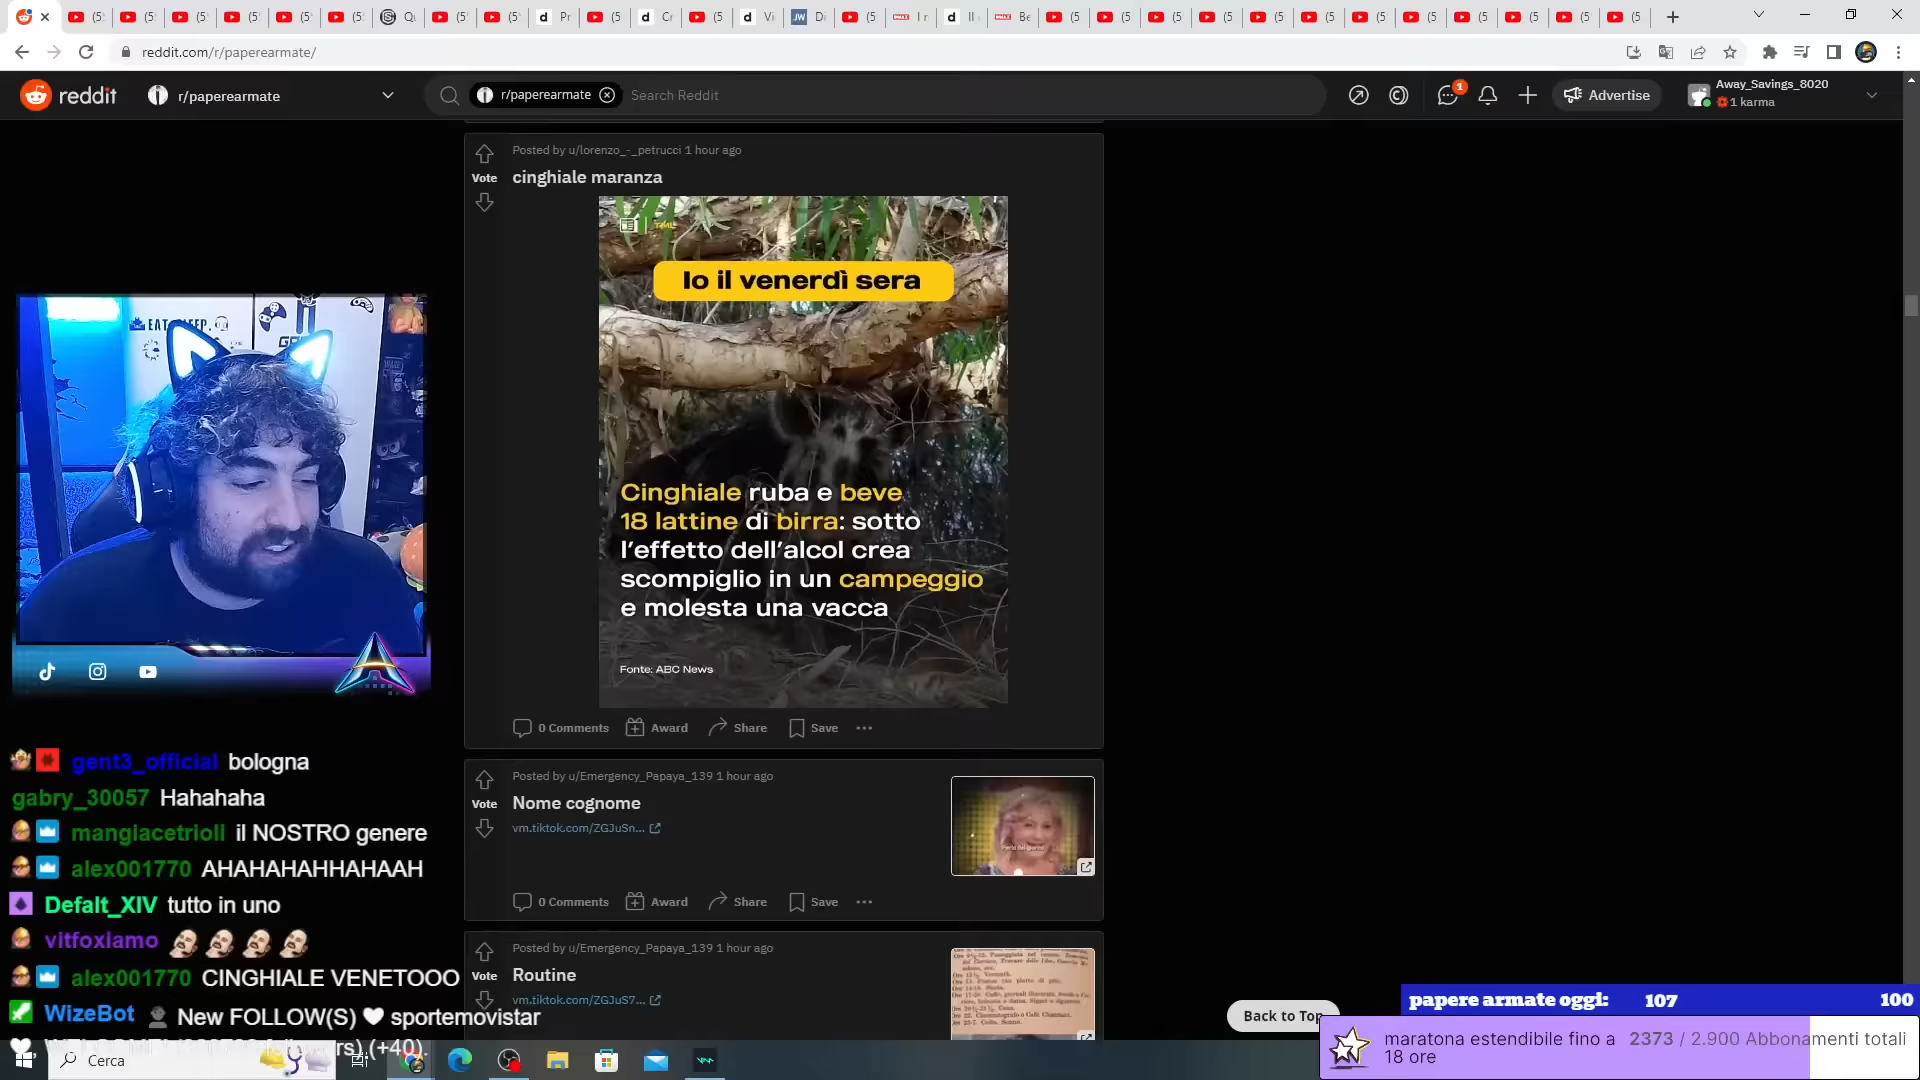 reddit.com/r/paperearmate/
reddit
r/paperearmate
r/paperearmate
Search Reddit
1
Advertise
Away_Savings_8020
1 karma
Posted by u/lorenzo_-_petrucci 1 hour ago
Vote
cinghiale maranza
Io il venerdì sera
Cinghiale ruba e beve
18 lattine di birra: sotto
l'effetto dell'alcol crea
scompiglio in un campeggio
e molesta una vacca
Fonte: ABC News
0 Comments
Award
Share
Save
Posted by u/Emergency_Papaya_139 1 hour ago
Vote
Nome cognome
vm.tiktok.com/ZGJuSn...
0 Comments
Award
Share
Save
Posted by u/Emergency_Papaya_139 1 hour ago
Vote
Routine
vm.tiktok.com/ZGJuS7...
Back to Top
gent3_official bologna
gabry_30057 Hahahaha
mangiacetrioll il NOSTRO genere
alex001770 AHAHAHAHHAHAAH
Defalt_XIV tutto in uno
vitfoxiamo
alex001770 CINGHIALE VENETOOO
WizeBot New FOLLOW(S) ❤ sportemovistar
(+40).
Cerca
papere armate oggi: 107 100
maratona estendibile fino a
18 ore
2373 / 2.900 Abbonamenti totali